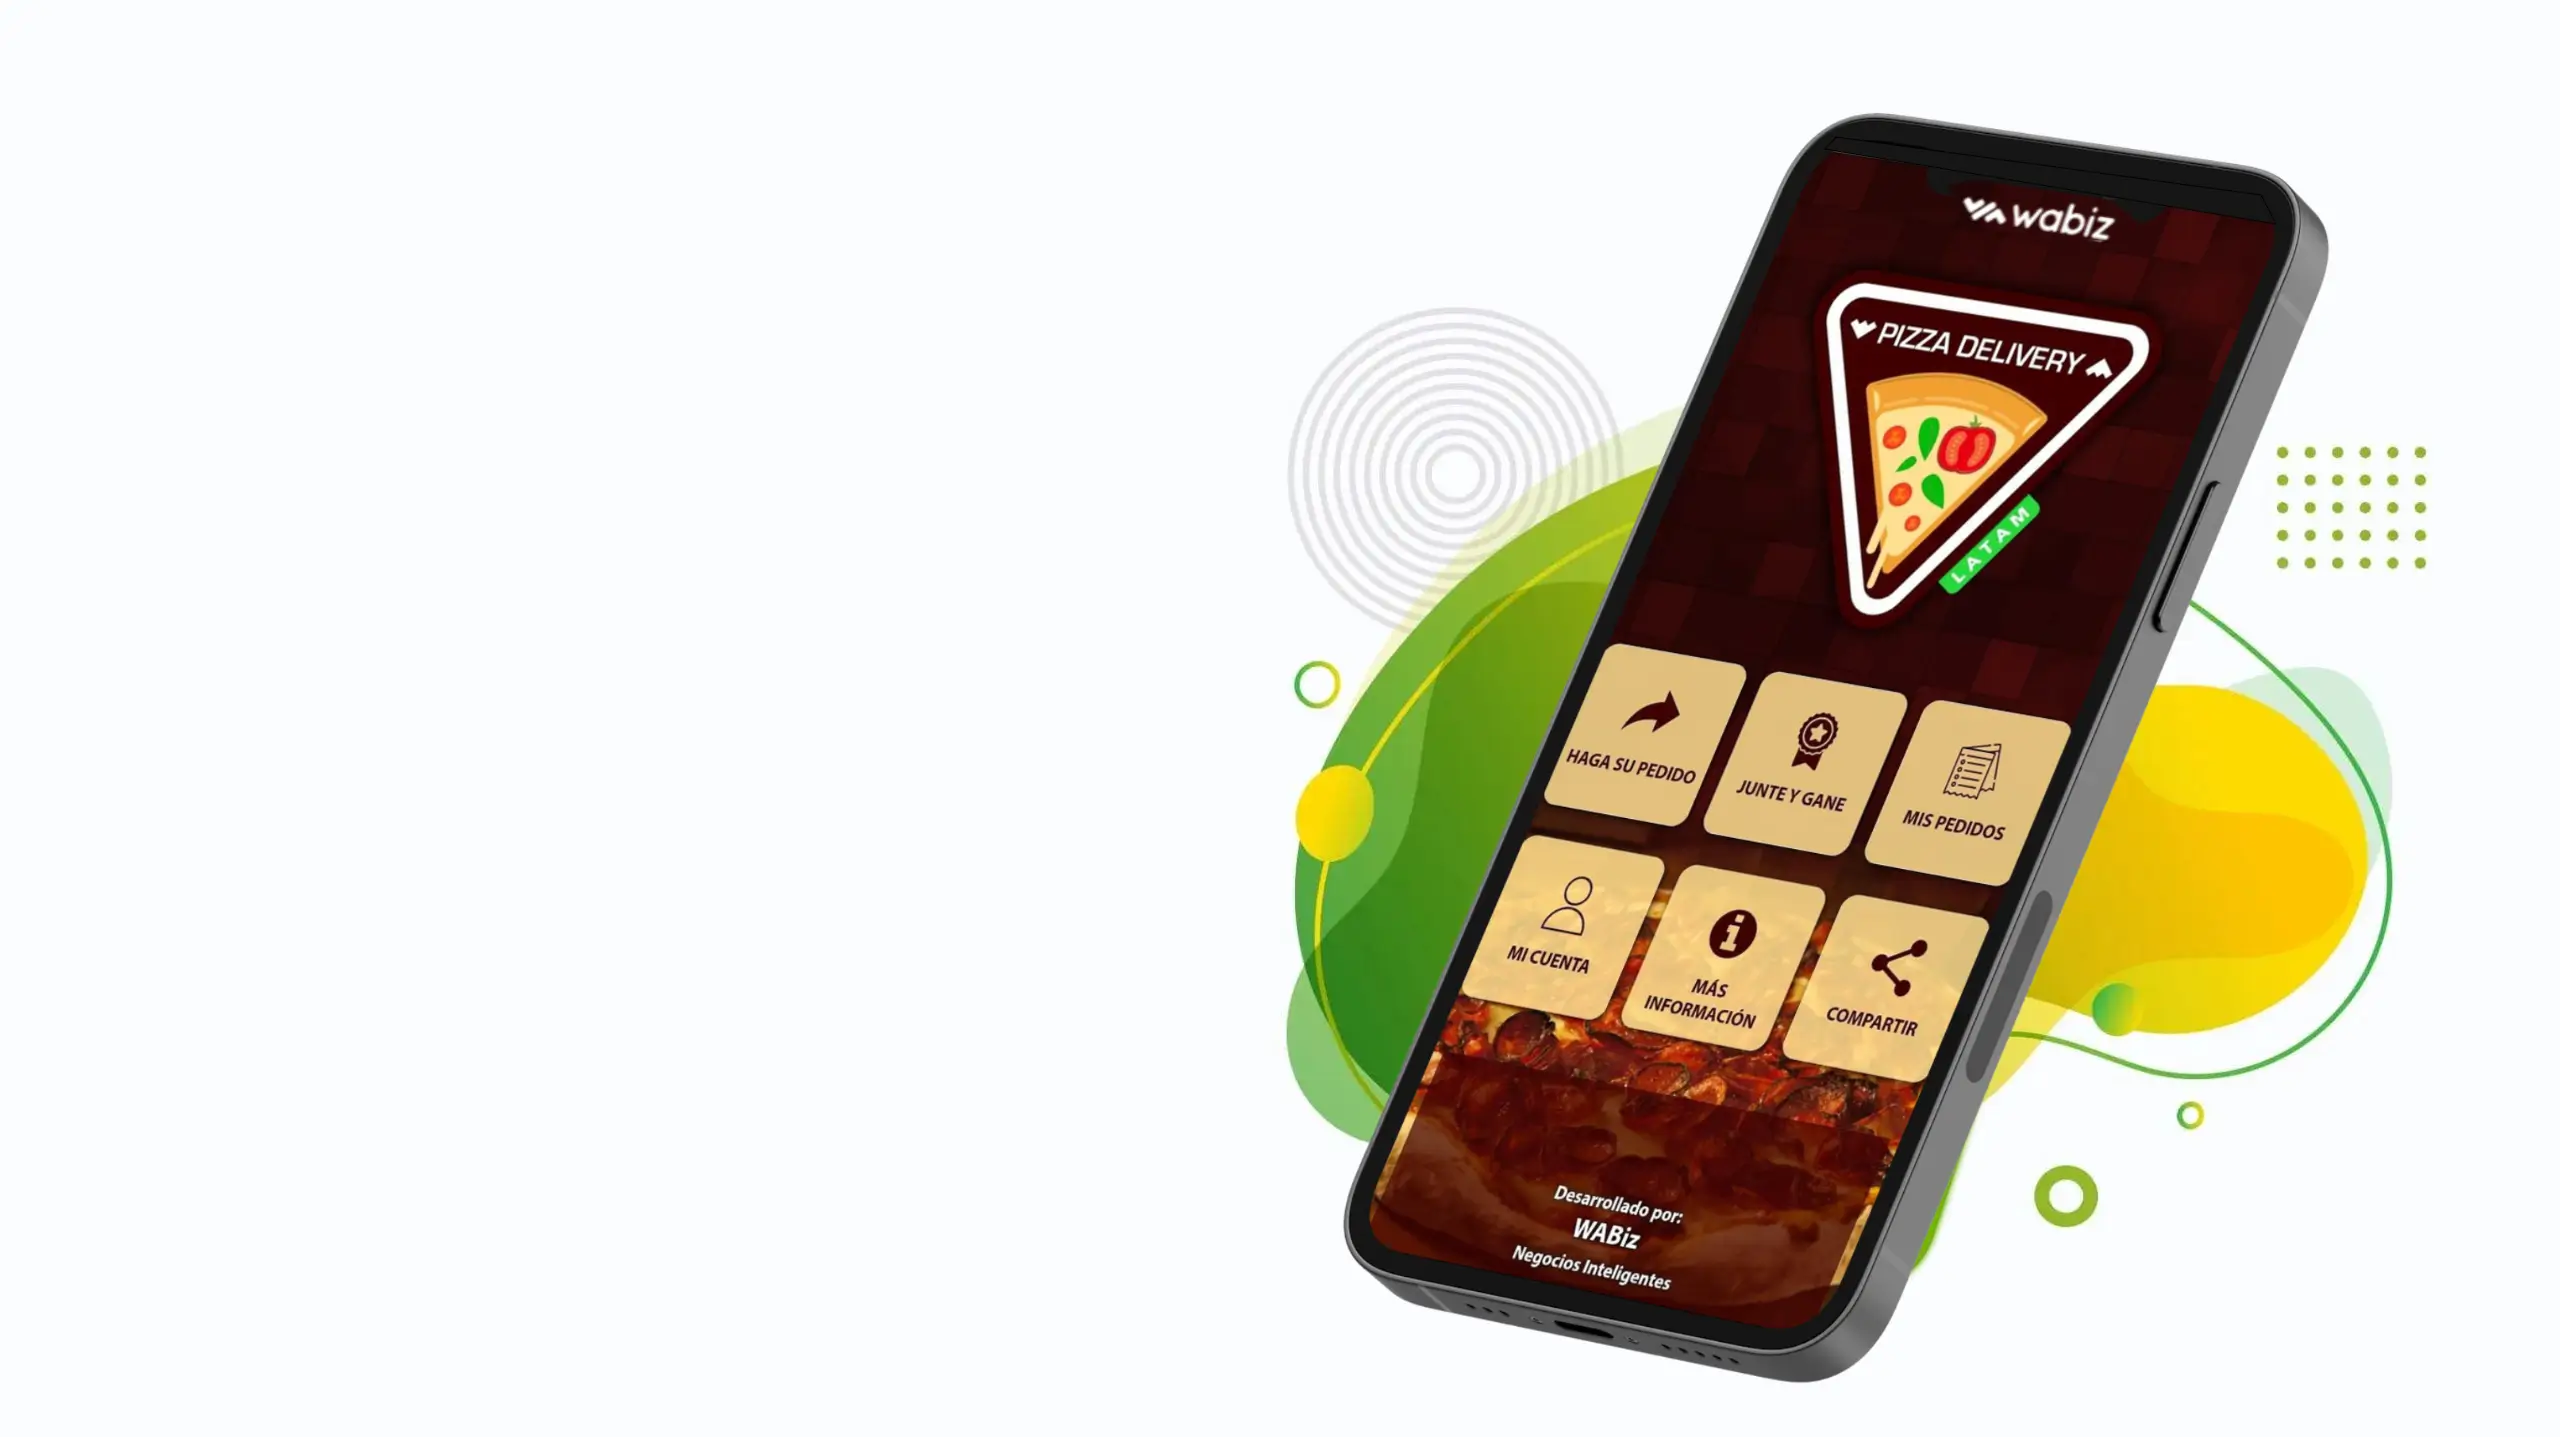 wabiz
PIZZA DELIVERY
LATAM
HAGA SU PEDIDO
JUNTE Y GANE
MIS PEDIDOS
MI CUENTA
MÁS
INFORMACIÓN
COMPARTIR
Desarrollado por:
WABiz
Negocios Inteligentes